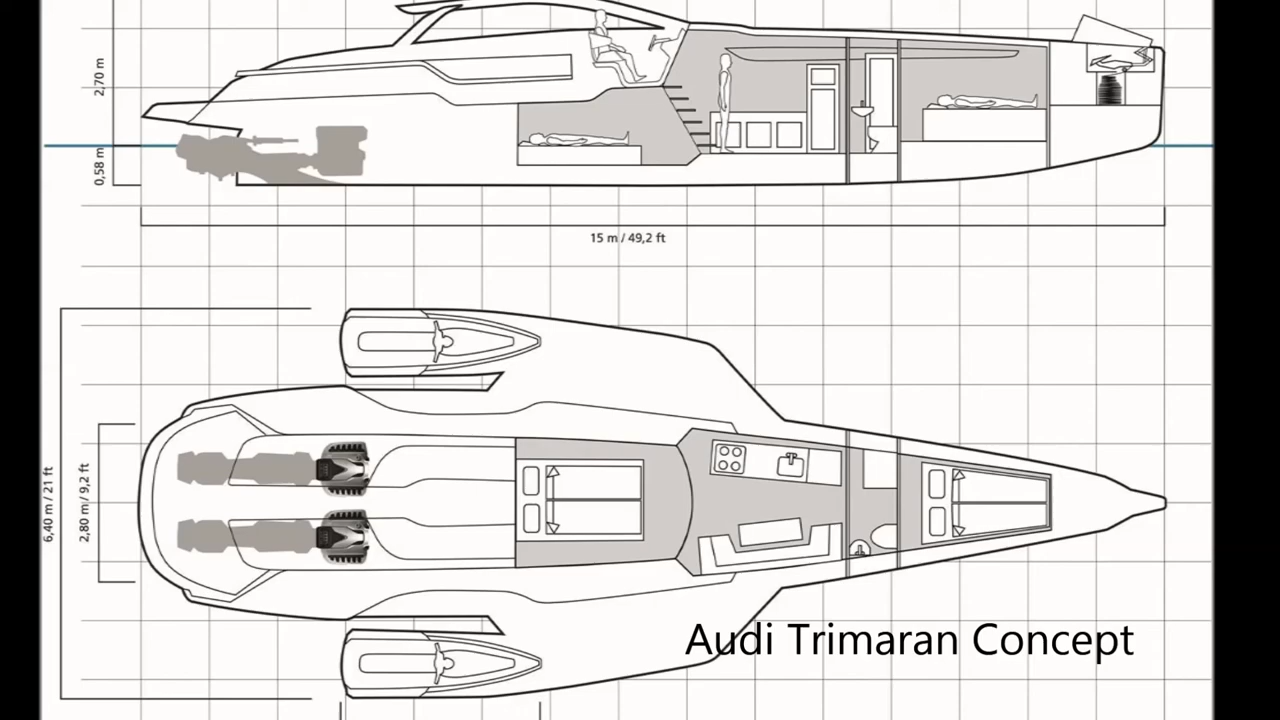 2,70 m
0,58 m
15 m / 49,2 ft
6,40 m / 21 ft
2,80 m / 9,2 ft
Audi Trimaran Concept